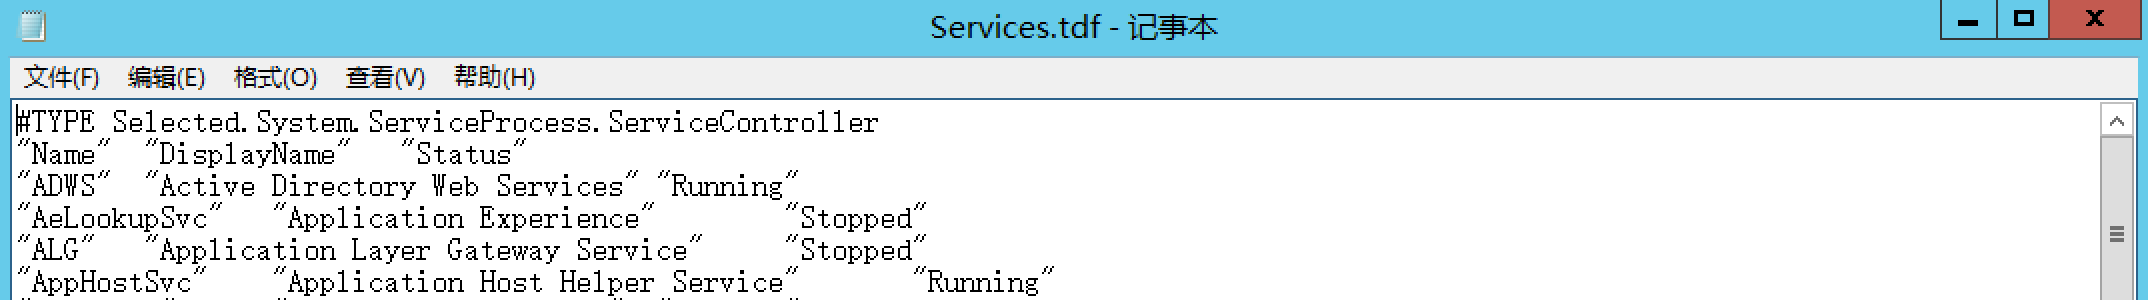 Services.tdf - 记事本
文件(F) 编辑(E) 格式(O) 查看(V) 帮助(H)
#TYPE Selected.System.ServiceProcess.ServiceController
"Name" "DisplayName" "Status"
"ADWS" "Active Directory Web Services" "Running"
"AeLookupSvc" "Application Experience" "Stopped"
"ALG" "Application Layer Gateway Service" "Stopped"
"AppHostSvc" "Application Host Helper Service" "Running"